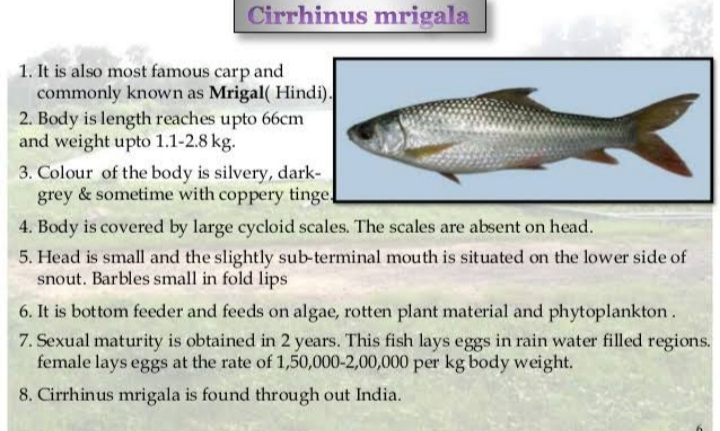 Cirrhinus mrigala
1. It is also most famous carp and
commonly known as Mrigal( Hindi).
2. Body is length reaches upto 66cm
and weight upto 1.1-2.8 kg.
3. Colour of the body is silvery, dark-
grey & sometime with coppery tinge.
4. Body is covered by large cycloid scales. The scales are absent on head.
5. Head is small and the slightly sub-terminal mouth is situated on the lower side of
snout. Barbles small in fold lips
6. It is bottom feeder and feeds on algae, rotten plant material and phytoplankton .
7. Sexual maturity is obtained in 2 years. This fish lays eggs in rain water filled regions.
female lays eggs at the rate of 1,50,000-2,00,000 per kg body weight.
8. Cirrhinus mrigala is found through out India.